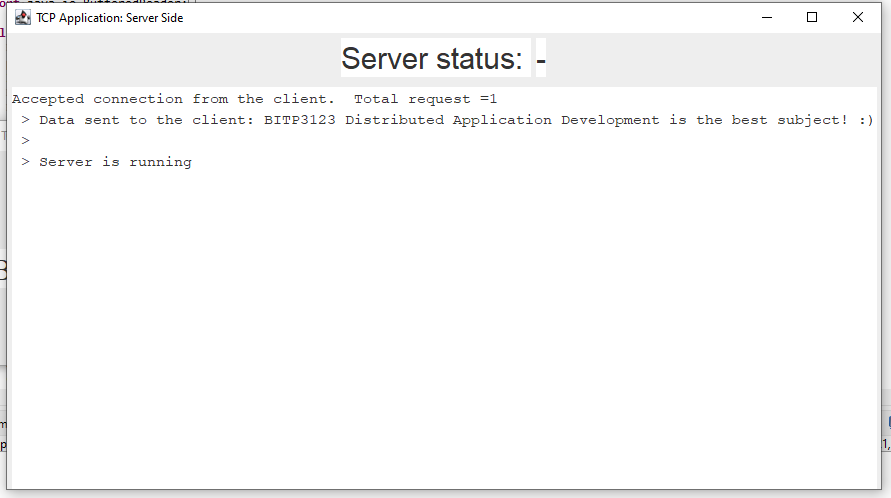 TCP Application: Server Side
Server status: -
Accepted connection from the client.  Total request =1
> Data sent to the client: BITP3123 Distributed Application Development is the best subject! :)
>
> Server is running